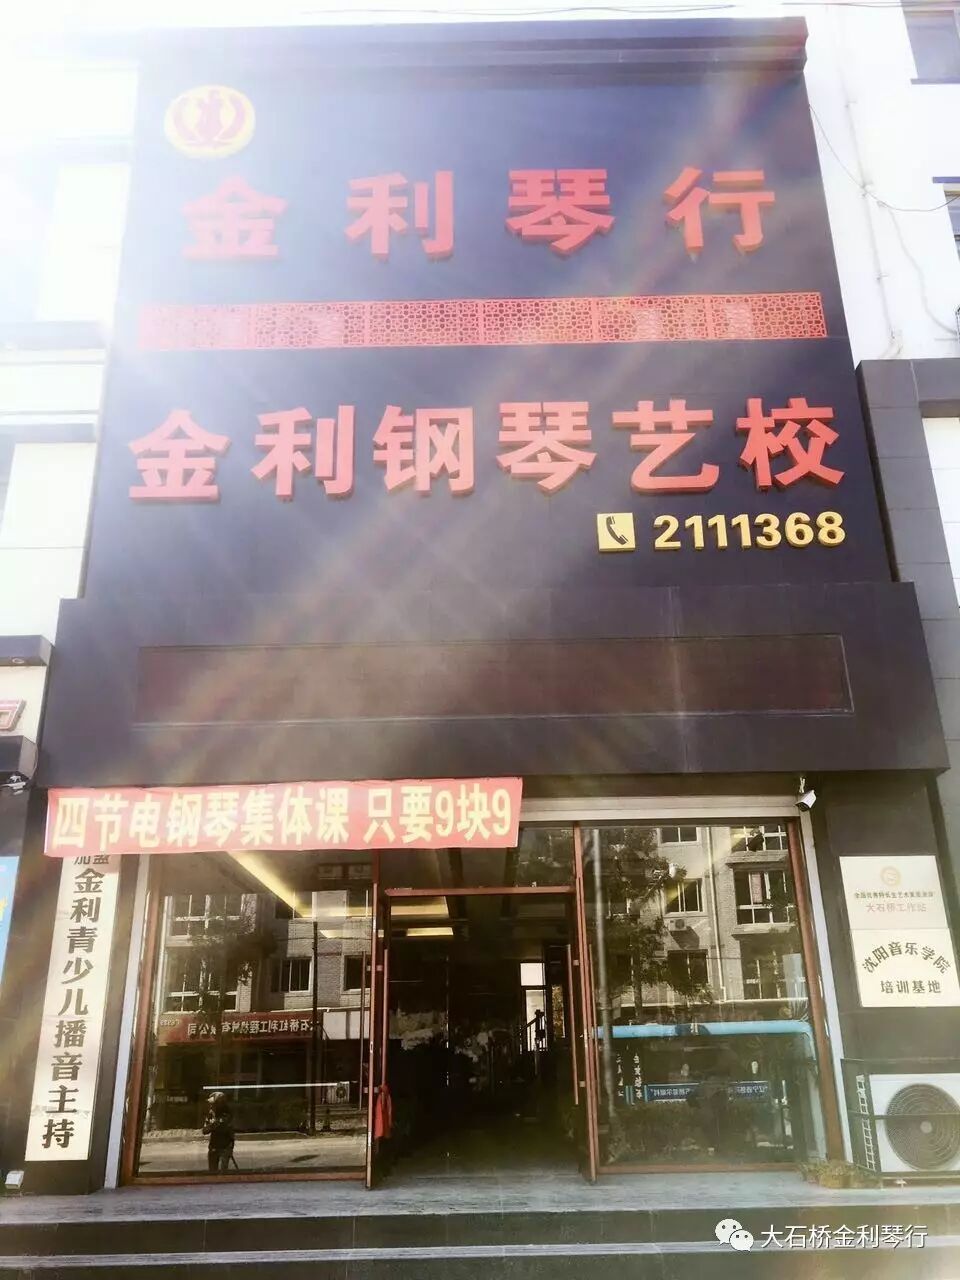 金利琴行
金利钢琴艺校
2111368
四节电钢琴集体课 只要9块9
加盟金利青少儿播音主持
大石桥工作站
沈阳音乐学院
培训基地
大石桥金利琴行